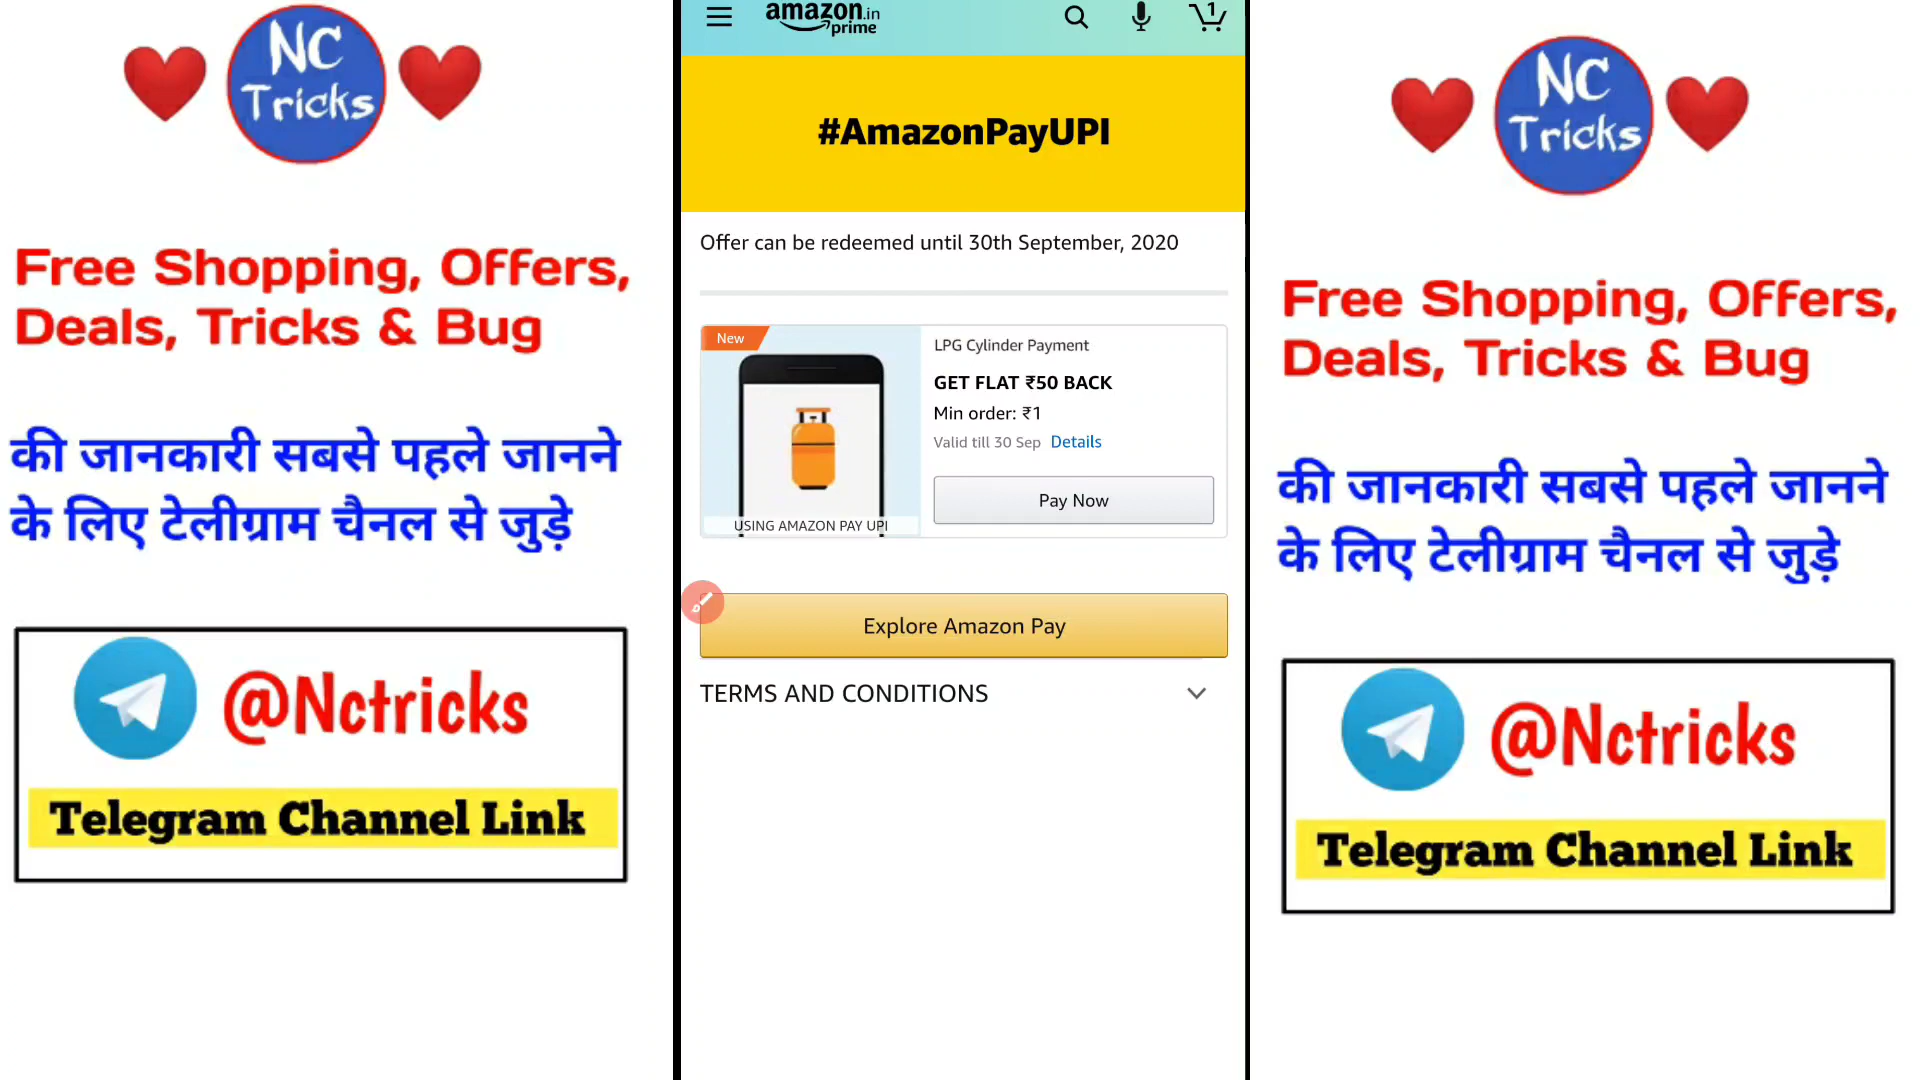 NC
Tricks
Free Shopping, Offers,
Deals, Tricks & Bug
की जानकारी सबसे पहले जानने
के लिए टेलीग्राम चैनल से जुड़े
@Nctricks
Telegram Channel Link
amazon.in
prime
1
#AmazonPayUPI
Offer can be redeemed until 30th September, 2020
New
USING AMAZON PAY UPI
LPG Cylinder Payment
GET FLAT ₹50 BACK
Min order: ₹1
Valid till 30 Sep Details
Pay Now
Explore Amazon Pay
TERMS AND CONDITIONS
NC
Tricks
Free Shopping, Offers,
Deals, Tricks & Bug
की जानकारी सबसे पहले जानने
के लिए टेलीग्राम चैनल से जुड़े
@Nctricks
Telegram Channel Link